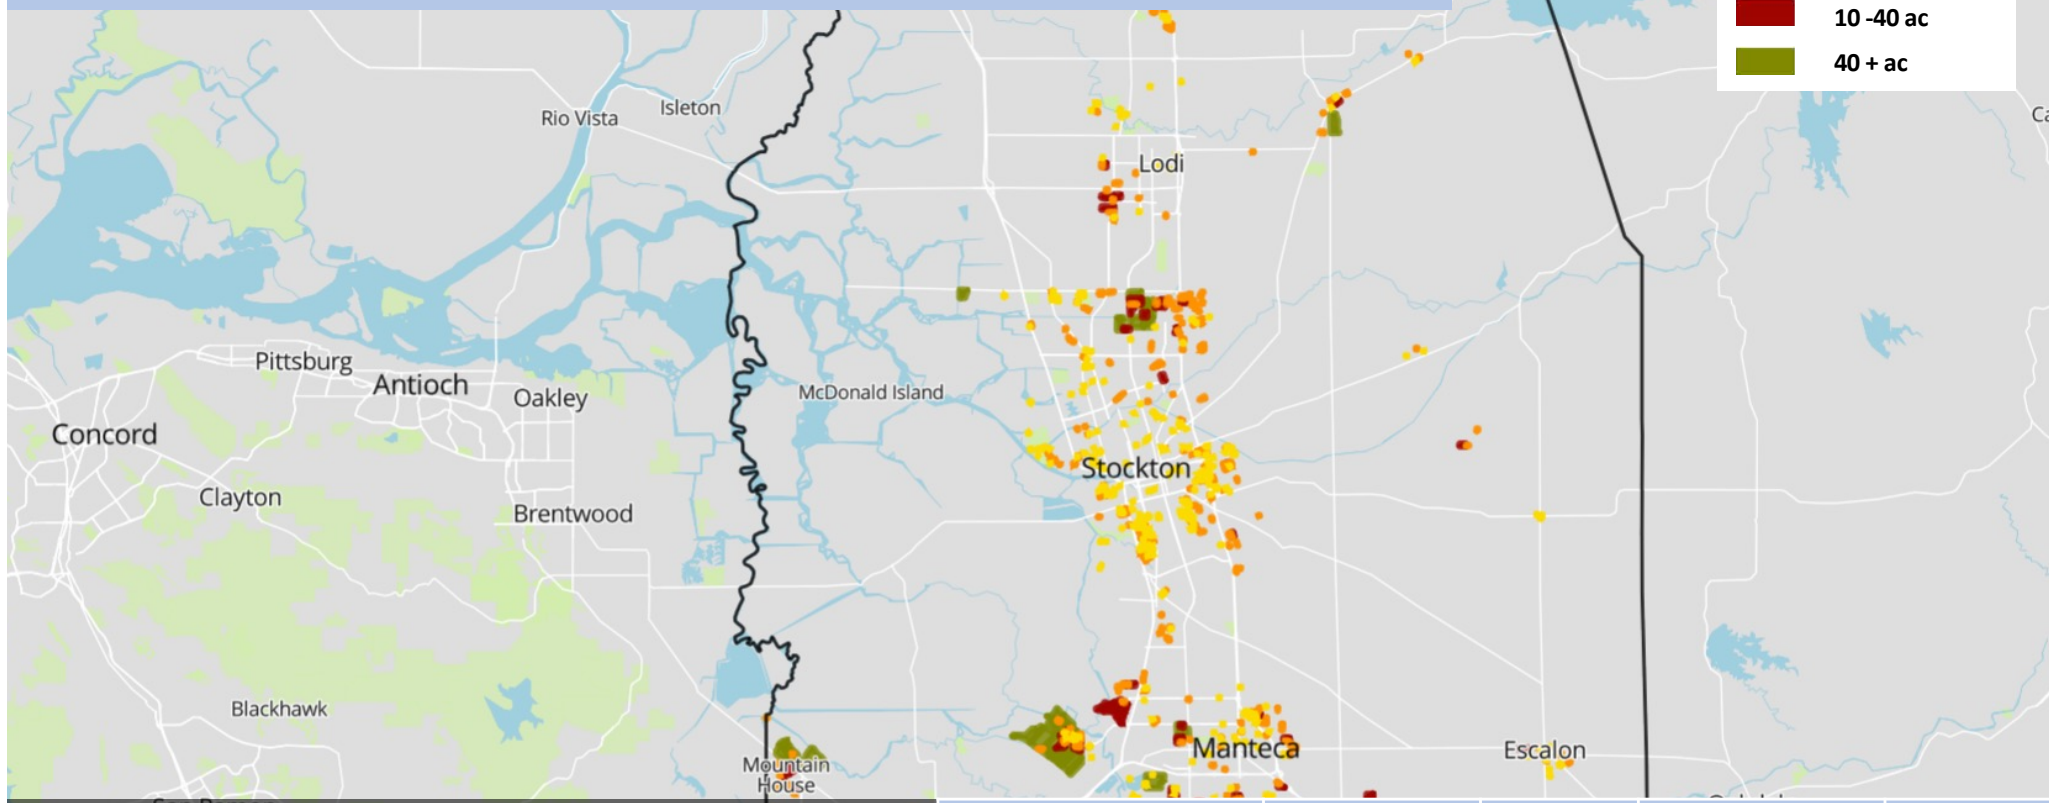 10 -40 ac
40 + ac
Rio Vista
Isleton
Lodi
Pittsburg
Antioch
Oakley
McDonald Island
Concord
Stockton
Clayton
Brentwood
Blackhawk
Mountain
House
Manteca
Escalon